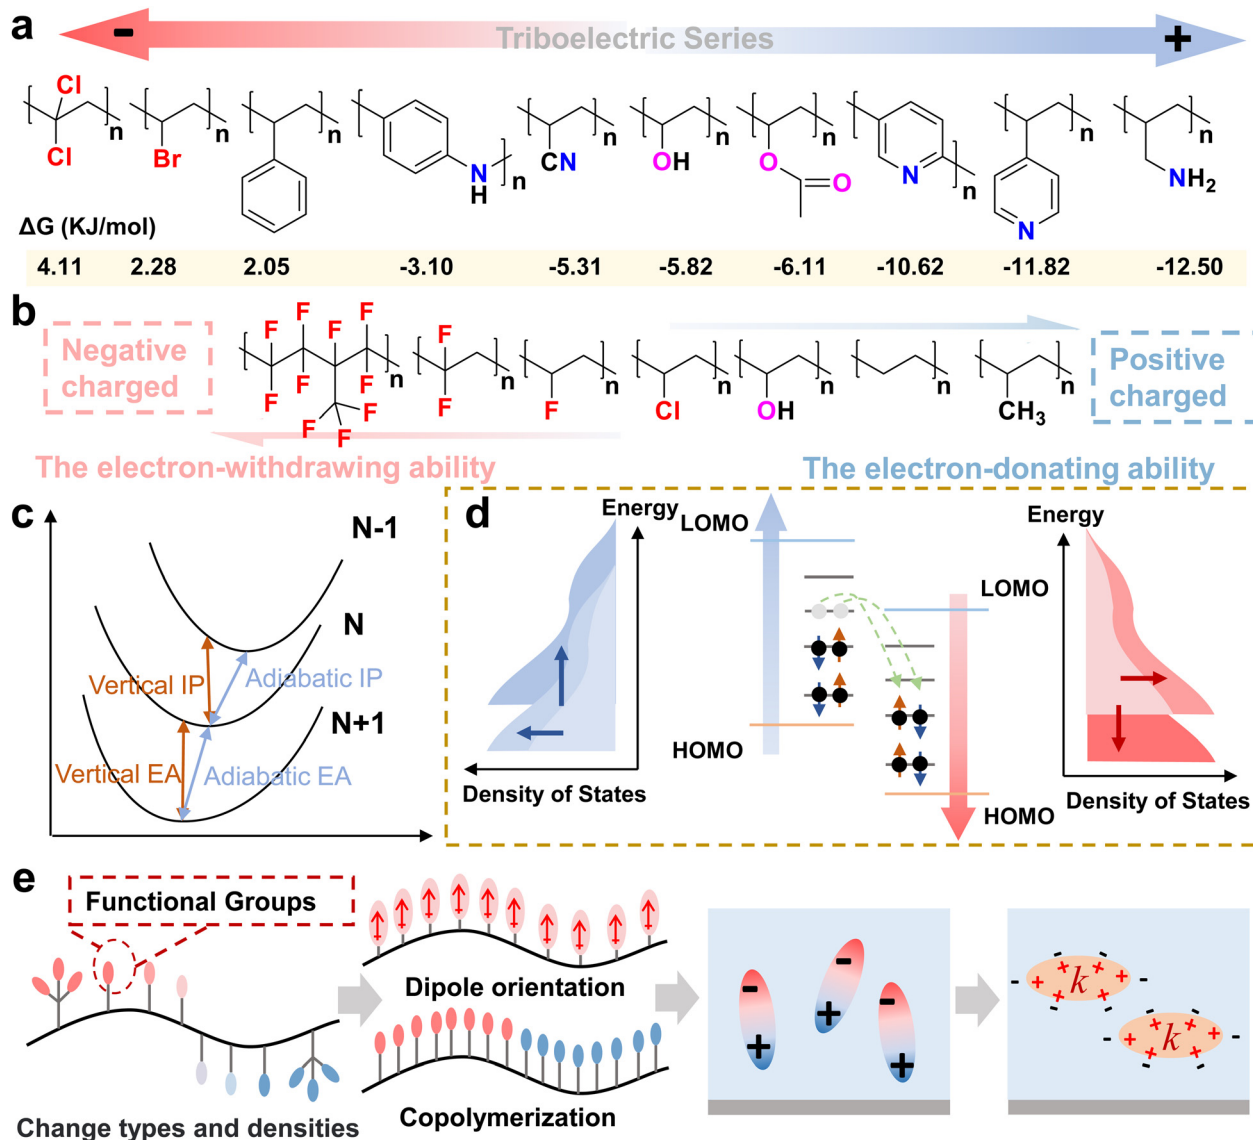 a
- Triboelectric Series +
Cl
Cl
n
Br
n
n
N
H
n
CN
n
OH
n
O
O
n
N
n
N
n
NH2
n
ΔG (KJ/mol)
4.11 2.28 2.05 -3.10 -5.31 -5.82 -6.11 -10.62 -11.82 -12.50
b
Negative
charged
F F F F
F F F
F F F
n
F
F
n
F
n
Cl
n
OH
n
n
CH3
n
Positive
charged
The electron-withdrawing ability
The electron-donating ability
c
N-1
N
N+1
Vertical IP
Adiabatic IP
Vertical EA
Adiabatic EA
d
Energy
Density of States
LOMO
HOMO
LOMO
HOMO
Energy
Density of States
e
Functional Groups
Change types and densities
Dipole orientation
Copolymerization
- - -
+ + +
k
k